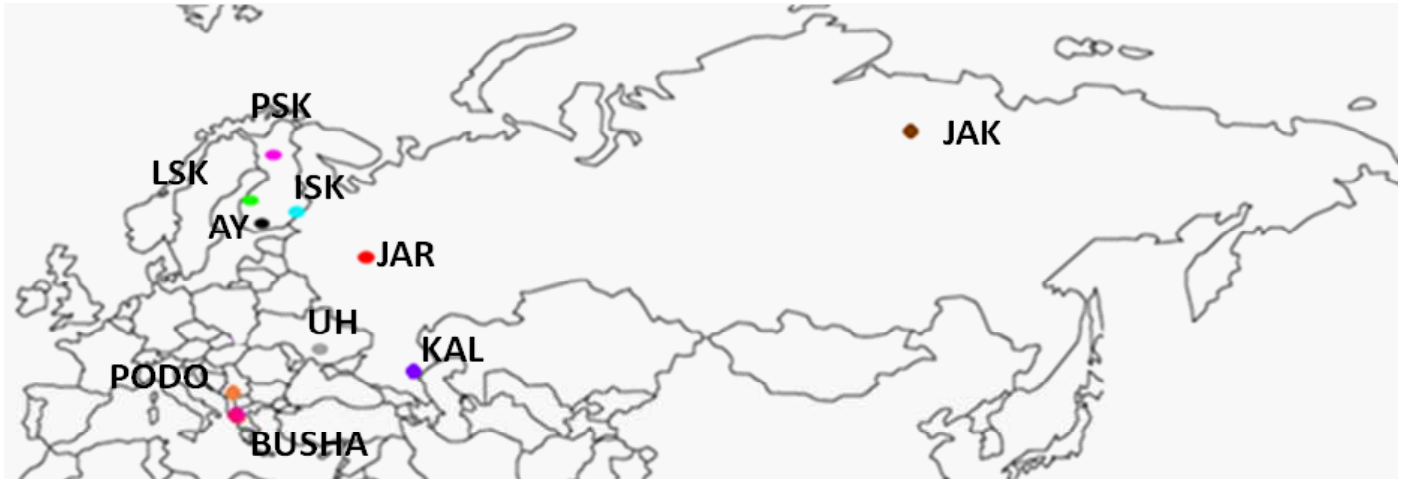 PSK
JAK
LSK
ISK
AY
JAR
UH
KAL
PODO
BUSHA